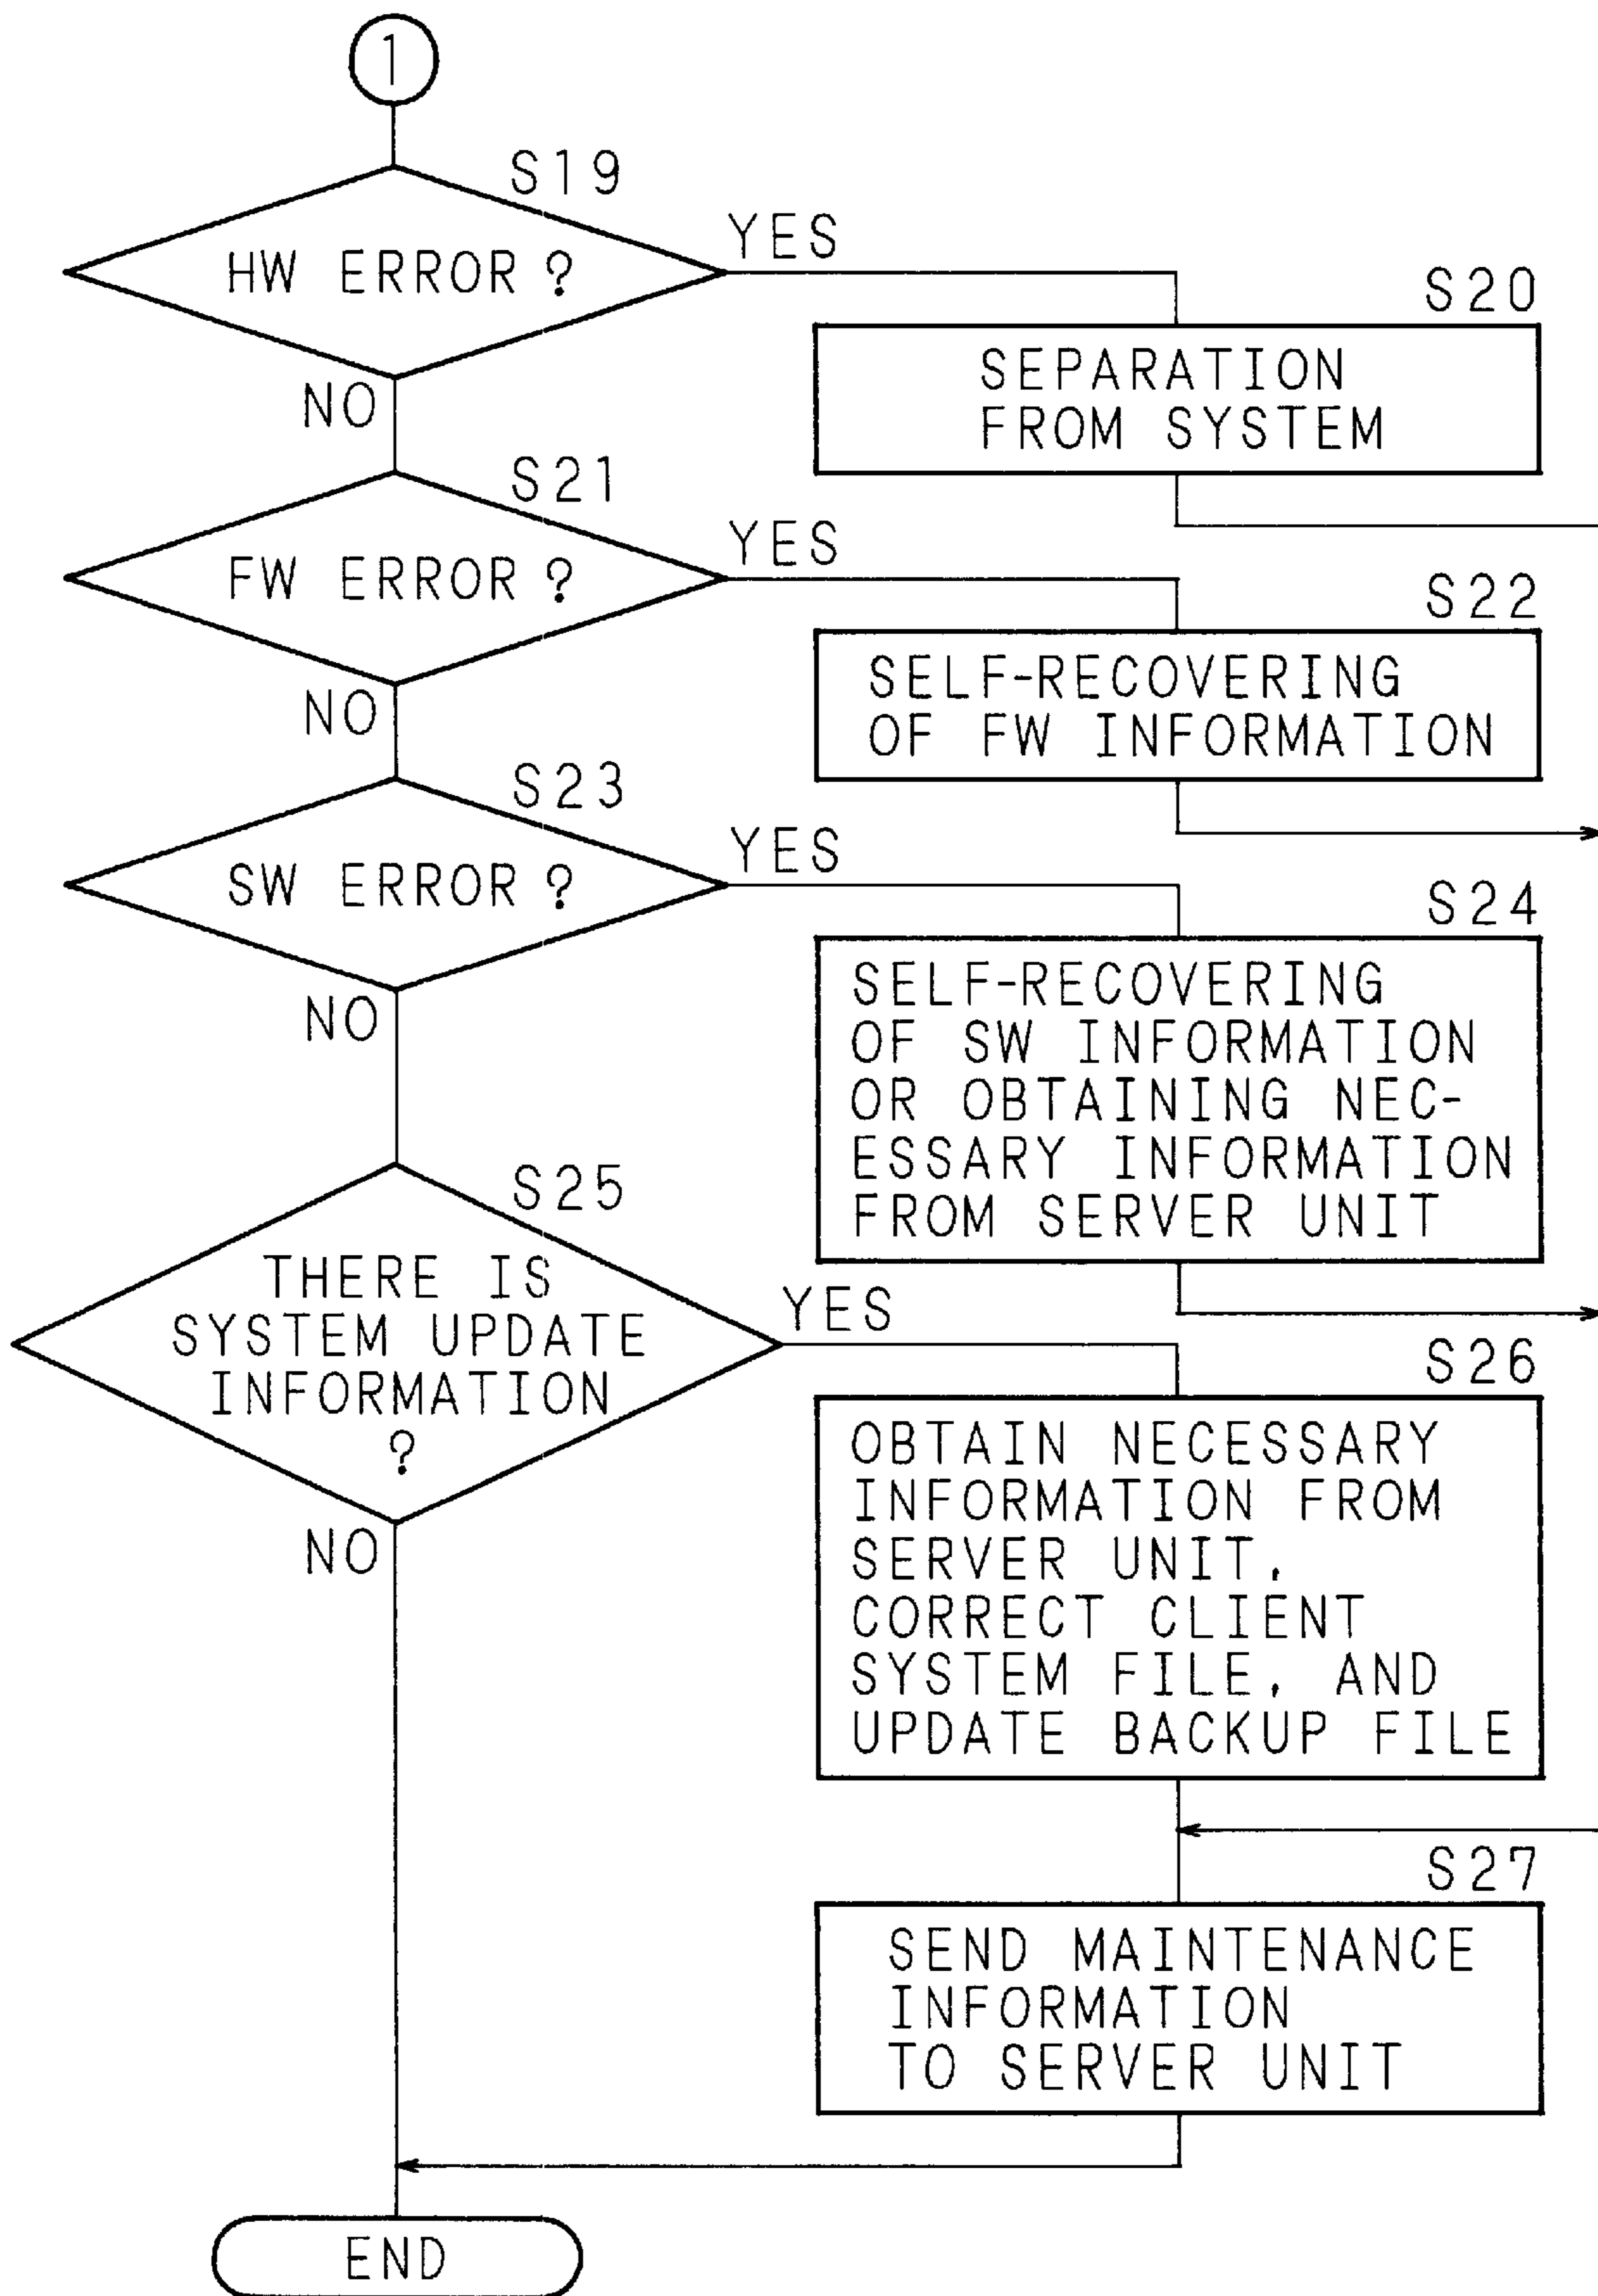 1
S19
HW ERROR ?
YES
NO
S20
SEPARATION
FROM SYSTEM
S21
FW ERROR ?
YES
NO
S22
SELF-RECOVERING
OF FW INFORMATION
S23
SW ERROR ?
YES
NO
S24
SELF-RECOVERING
OF SW INFORMATION
OR OBTAINING NEC-
ESSARY INFORMATION
FROM SERVER UNIT
S25
THERE IS
SYSTEM UPDATE
INFORMATION
?
YES
NO
S26
OBTAIN NECESSARY
INFORMATION FROM
SERVER UNIT,
CORRECT CLIENT
SYSTEM FILE, AND
UPDATE BACKUP FILE
S27
SEND MAINTENANCE
INFORMATION
TO SERVER UNIT
END